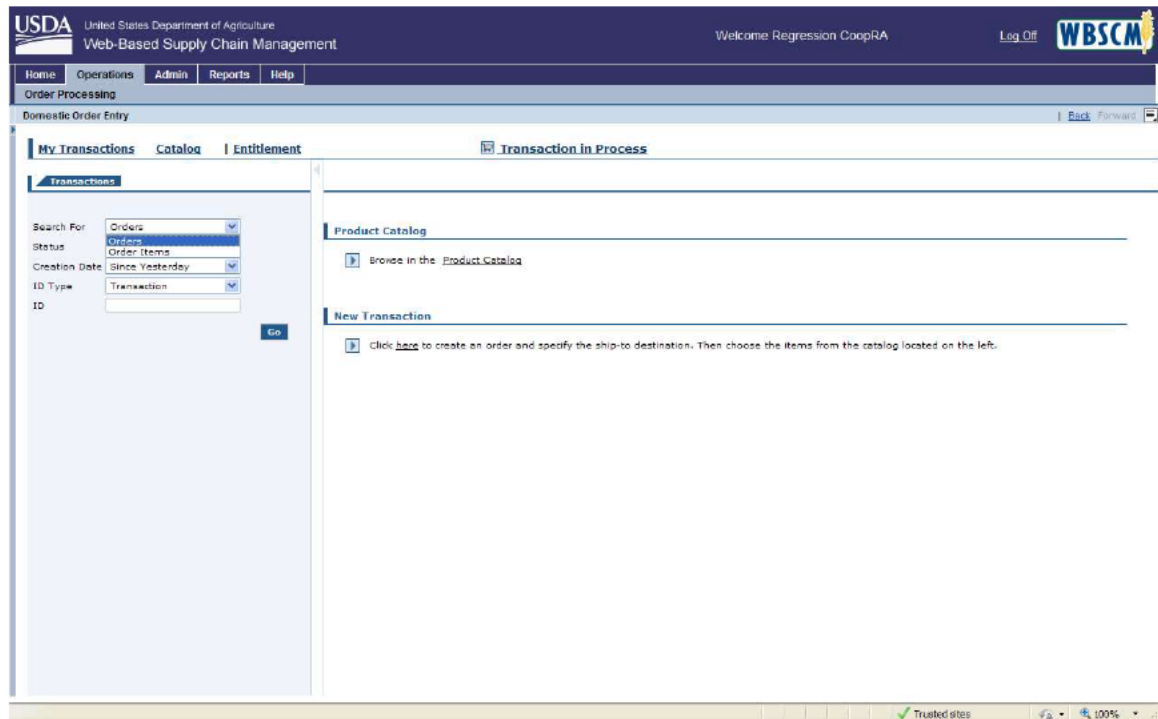 USDA United States Department of Agriculture
Web-Based Supply Chain Management
Welcome Regression CoopRA
Log Off
WBSCM
Home Operations Admin Reports Help
Order Processing
Domestic Order Entry
| Back Forward
My Transactions Catalog | Entitlement
Transaction in Process
Transactions
Search For Orders
Orders
Status
Order Items
Creation Date Since Yesterday
ID Type Transaction
ID
Go
Product Catalog
Browse in the Product Catalog
New Transaction
Click here to create an order and specify the ship-to destination. Then choose the items from the catalog located on the left.
Trusted sites
100%